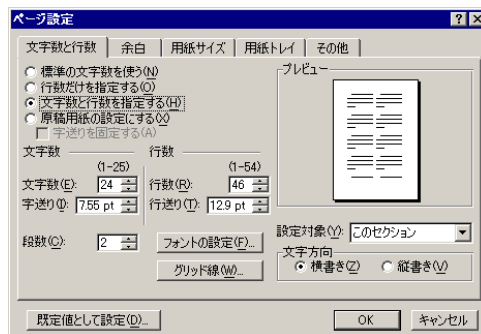 ページ設定
文字数と行数 余白 用紙サイズ 用紙トレイ その他
標準の文字数を使う(N)
行数だけを指定する(O)
文字数と行数を指定する(H)
原稿用紙の設定にする(X)
字送りを固定する(A)
プレビュー
文字数 行数
(1-25) (1-54)
文字数(E): 24 行数(R): 46
字送り(I): 7.55 pt 行送り(T): 12.9 pt
段数(C): 2 フォントの設定(F)...
グリッド線(W)...
設定対象(Y): このセクション
文字方向
横書き(Z) 縦書き(V)
既定値として設定(D)... OK キャンセル